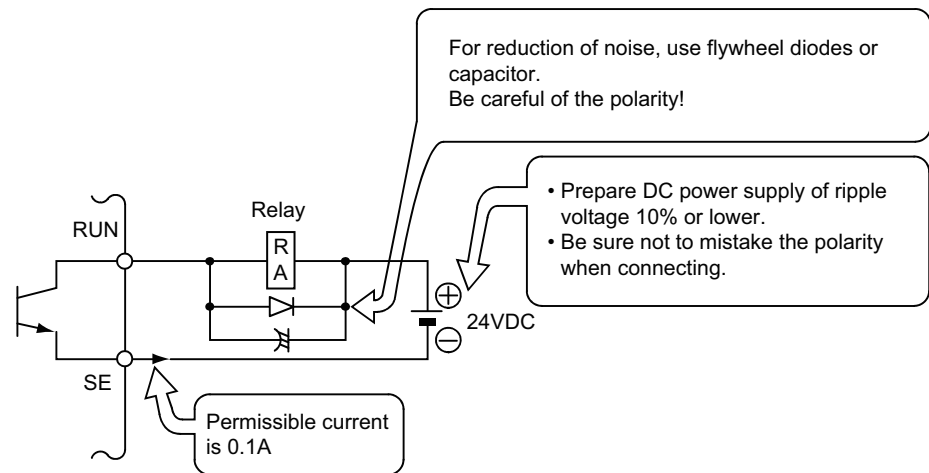 For reduction of noise, use flywheel diodes or
capacitor.
Be careful of the polarity!
• Prepare DC power supply of ripple
voltage 10% or lower.
• Be sure not to mistake the polarity
when connecting.
Relay
RUN
R
A
+
24VDC
−
SE
Permissible current
is 0.1A